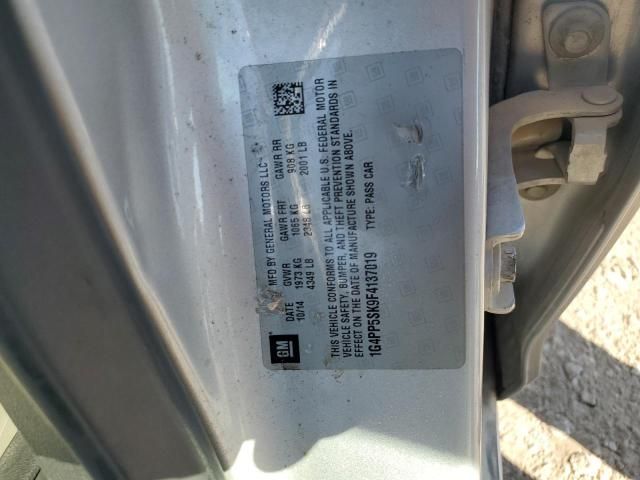 GM
MFD BY GENERAL MOTORS LLC
DATE GVWR GAWR FRT GAWR RR
10/14 1973 KG 1065 KG 908 KG
4349 LB 2348 LB 2001 LB
THIS VEHICLE CONFORMS TO ALL APPLICABLE U.S. FEDERAL MOTOR
VEHICLE SAFETY, BUMPER, AND THEFT PREVENTION STANDARDS IN
EFFECT ON THE DATE OF MANUFACTURE SHOWN ABOVE.
1G4PP5SK9F4137019 TYPE: PASS CAR